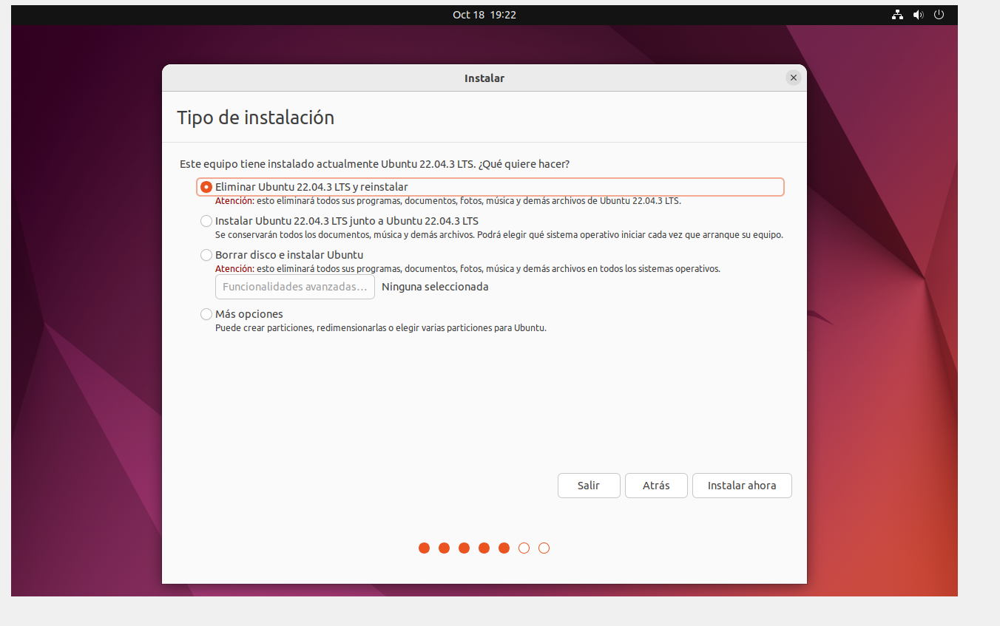 Oct 18  19:22
Instalar
Tipo de instalación
Este equipo tiene instalado actualmente Ubuntu 22.04.3 LTS. ¿Qué quiere hacer?
Eliminar Ubuntu 22.04.3 LTS y reinstalar
Atención: esto eliminará todos sus programas, documentos, fotos, música y demás archivos de Ubuntu 22.04.3 LTS.
Instalar Ubuntu 22.04.3 LTS junto a Ubuntu 22.04.3 LTS
Se conservarán todos los documentos, música y demás archivos. Podrá elegir qué sistema operativo iniciar cada vez que arranque su equipo.
Borrar disco e instalar Ubuntu
Atención: esto eliminará todos sus programas, documentos, fotos, música y demás archivos en todos los sistemas operativos.
Funcionalidades avanzadas... Ninguna seleccionada
Más opciones
Puede crear particiones, redimensionarlas o elegir varias particiones para Ubuntu.
Salir Atrás Instalar ahora